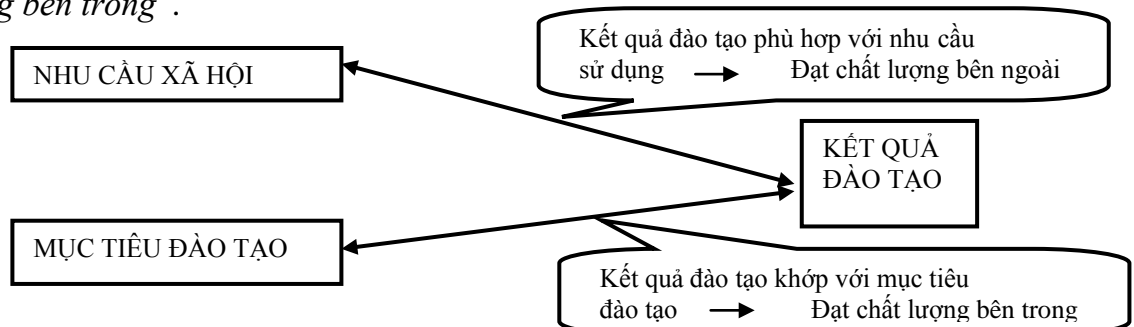 g bên trong".
Kết quả đào tạo phù hơp với nhu cầu
sử dụng → Đạt chất lượng bên ngoài
NHU CẦU XÃ HỘI
KẾT QUẢ
ĐÀO TẠO
MỤC TIÊU ĐÀO TẠO
Kết quả đào tạo khớp với mục tiêu
đào tạo → Đạt chất lượng bên trong